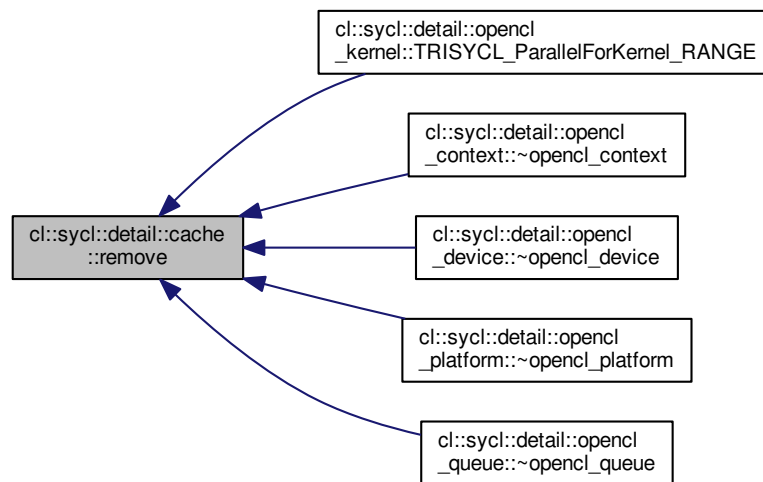 cl::sycl::detail::opencl
_kernel::TRISYCL_ParallelForKernel_RANGE
cl::sycl::detail::opencl
_context::~opencl_context
cl::sycl::detail::cache
::remove
cl::sycl::detail::opencl
_device::~opencl_device
cl::sycl::detail::opencl
_platform::~opencl_platform
cl::sycl::detail::opencl
_queue::~opencl_queue